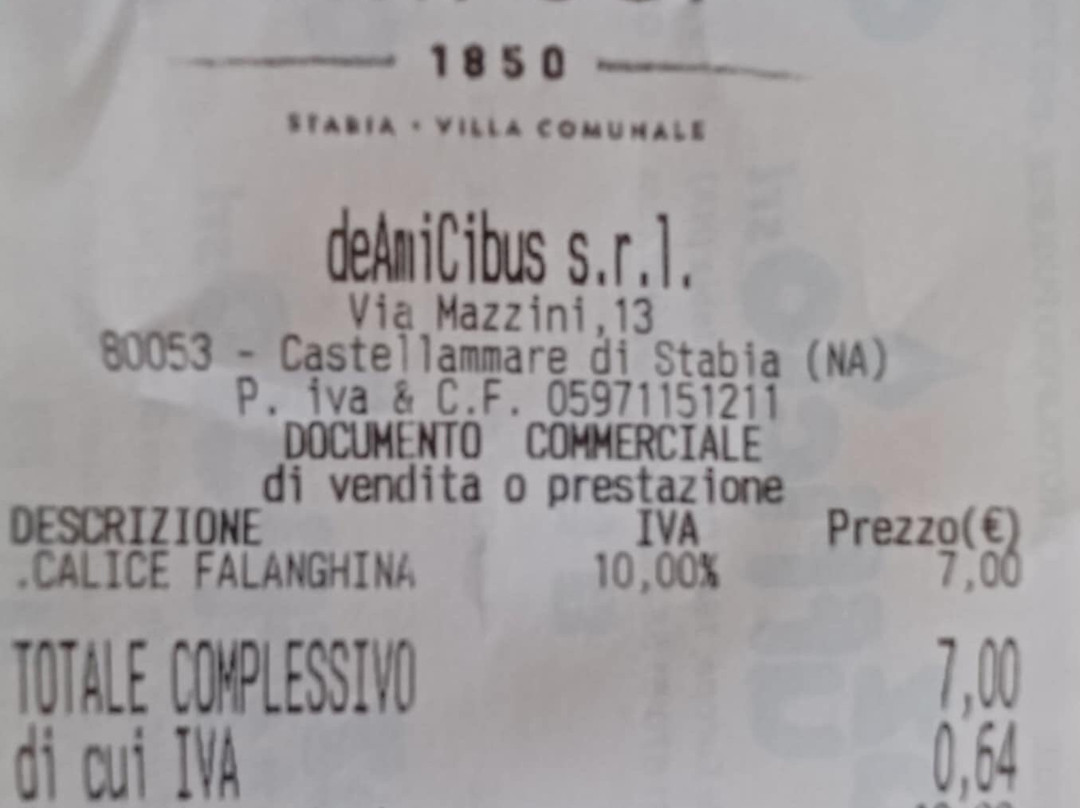 1850
STABIA · VILLA COMUNALE
deAmiCibus s.r.l.
Via Mazzini,13
80053 - Castellammare di Stabia (NA)
P. iva & C.F. 05971151211
DOCUMENTO COMMERCIALE
di vendita o prestazione
DESCRIZIONE IVA Prezzo(€)
.CALICE FALANGHINA 10,00% 7,00
TOTALE COMPLESSIVO 7,00
di cui IVA 0,64